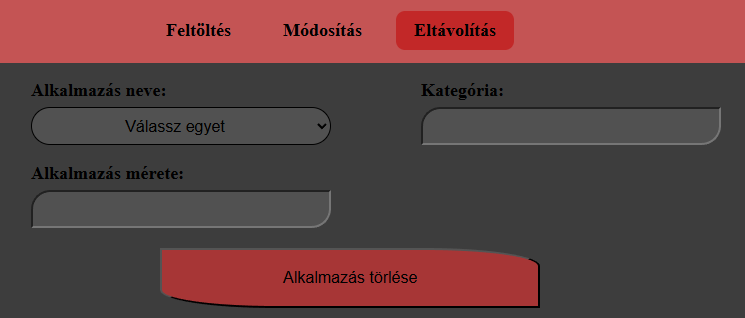 Feltöltés Módosítás Eltávolítás
Alkalmazás neve: Kategória:
Válassz egyet
Alkalmazás mérete:
Alkalmazás törlése